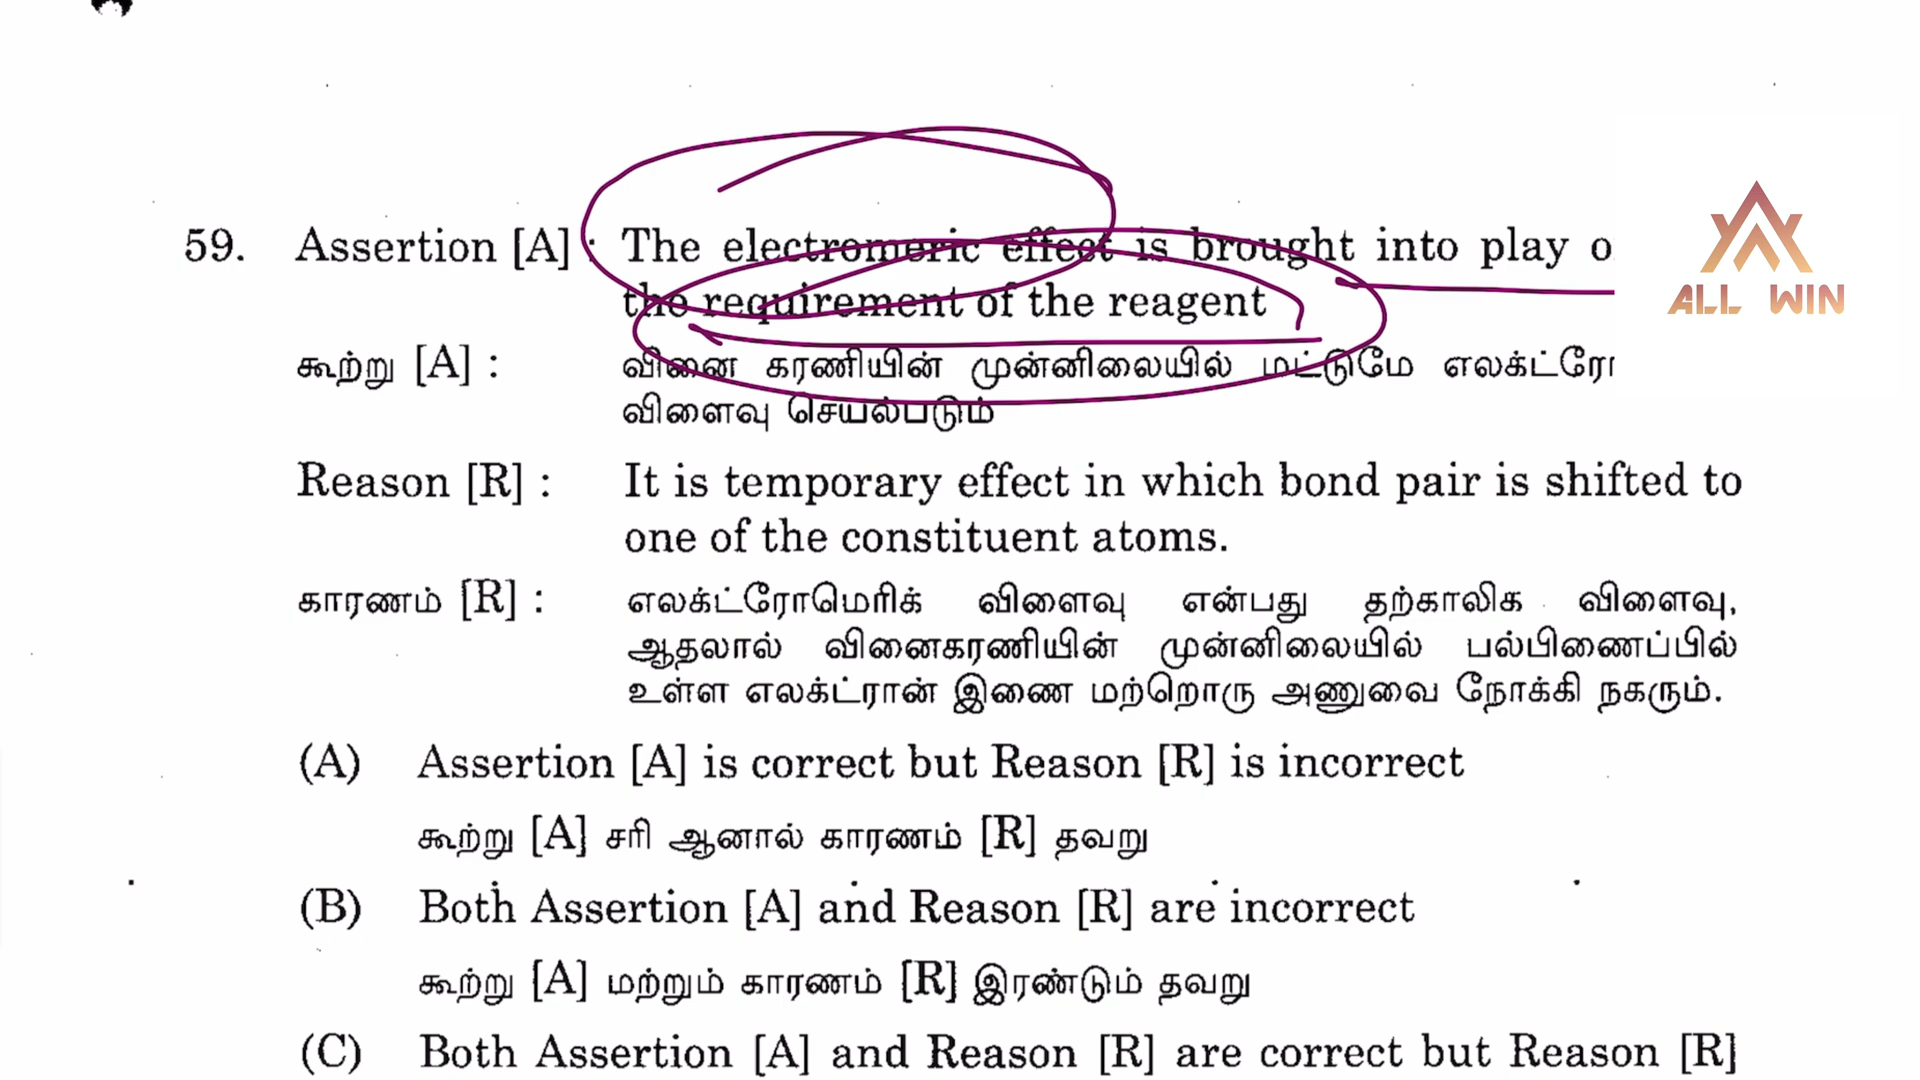 59. Assertion [A] : The electromeric effect is brought into play o
the requirement of the reagent
கூற்று [A] : வினை கரணியின் முன்னிலையில் மட்டுமே எலக்ட்ரோ
விளைவு செயல்படும்
Reason [R] : It is temporary effect in which bond pair is shifted to
one of the constituent atoms.
காரணம் [R] : எலக்ட்ரோமெரிக் விளைவு என்பது தற்காலிக விளைவு,
ஆதலால் வினைகரணியின் முன்னிலையில் பல்பிணைப்பில்
உள்ள எலக்ட்ரான் இணை மற்றொரு அணுவை நோக்கி நகரும்.
(A) Assertion [A] is correct but Reason [R] is incorrect
கூற்று [A] சரி ஆனால் காரணம் [R] தவறு
(B) Both Assertion [A] and Reason [R] are incorrect
கூற்று [A] மற்றும் காரணம் [R] இரண்டும் தவறு
(C) Both Assertion [A] and Reason [R] are correct but Reason [R]
ALL WIN